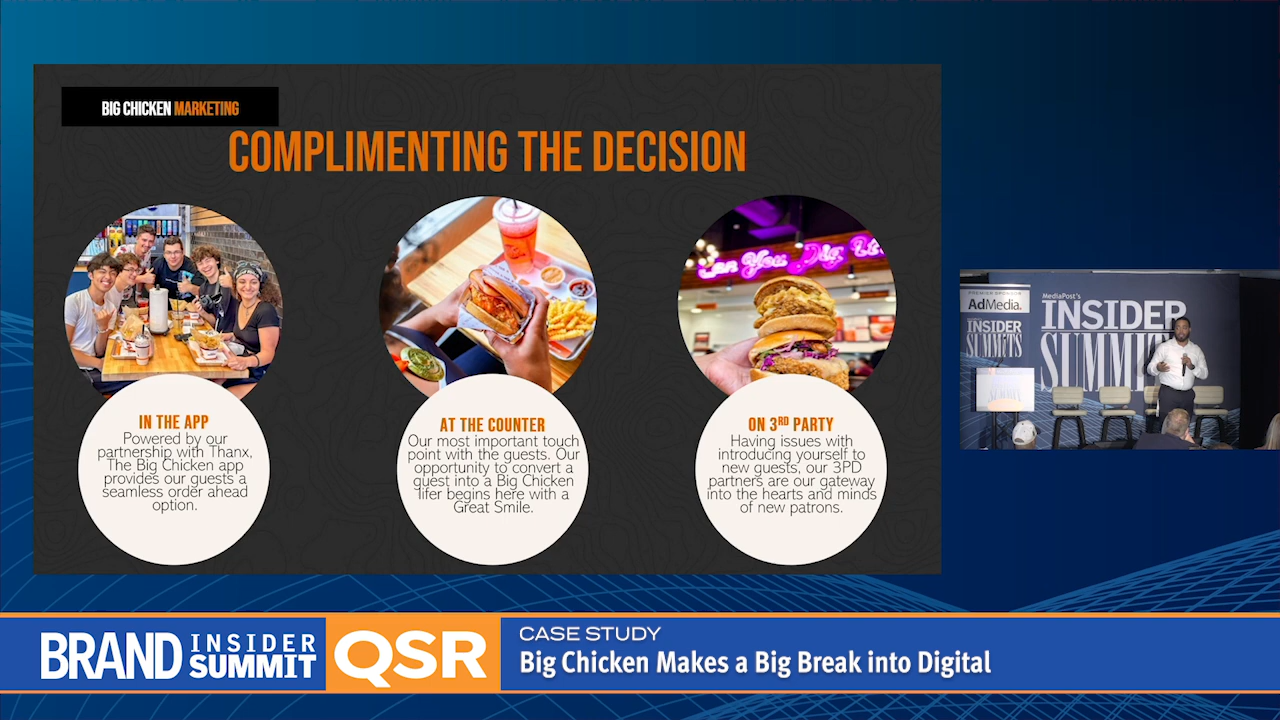 BIG CHICKEN MARKETING
COMPLIMENTING THE DECISION
IN THE APP
Powered by our
partnership with Thanx,
The Big Chicken app
provides our guests a
seamless order ahead
option.
AT THE COUNTER
Our most important touch
point with the guests. Our
opportunity to convert a
guest into a Big Chicken
lifer begins here with a
Great Smile.
ON 3RD PARTY
Having issues with
introducing yourself to
new guests, our 3PD
partners are our gateway
into the hearts and minds
of new patrons.
PREMIER SPONSOR
AdMedia.
INSIDER
SUMMITS
MediaPost's
INSIDER
SUMMIT
BRAND INSIDER
SUMMIT
QSR
CASE STUDY
Big Chicken Makes a Big Break into Digital